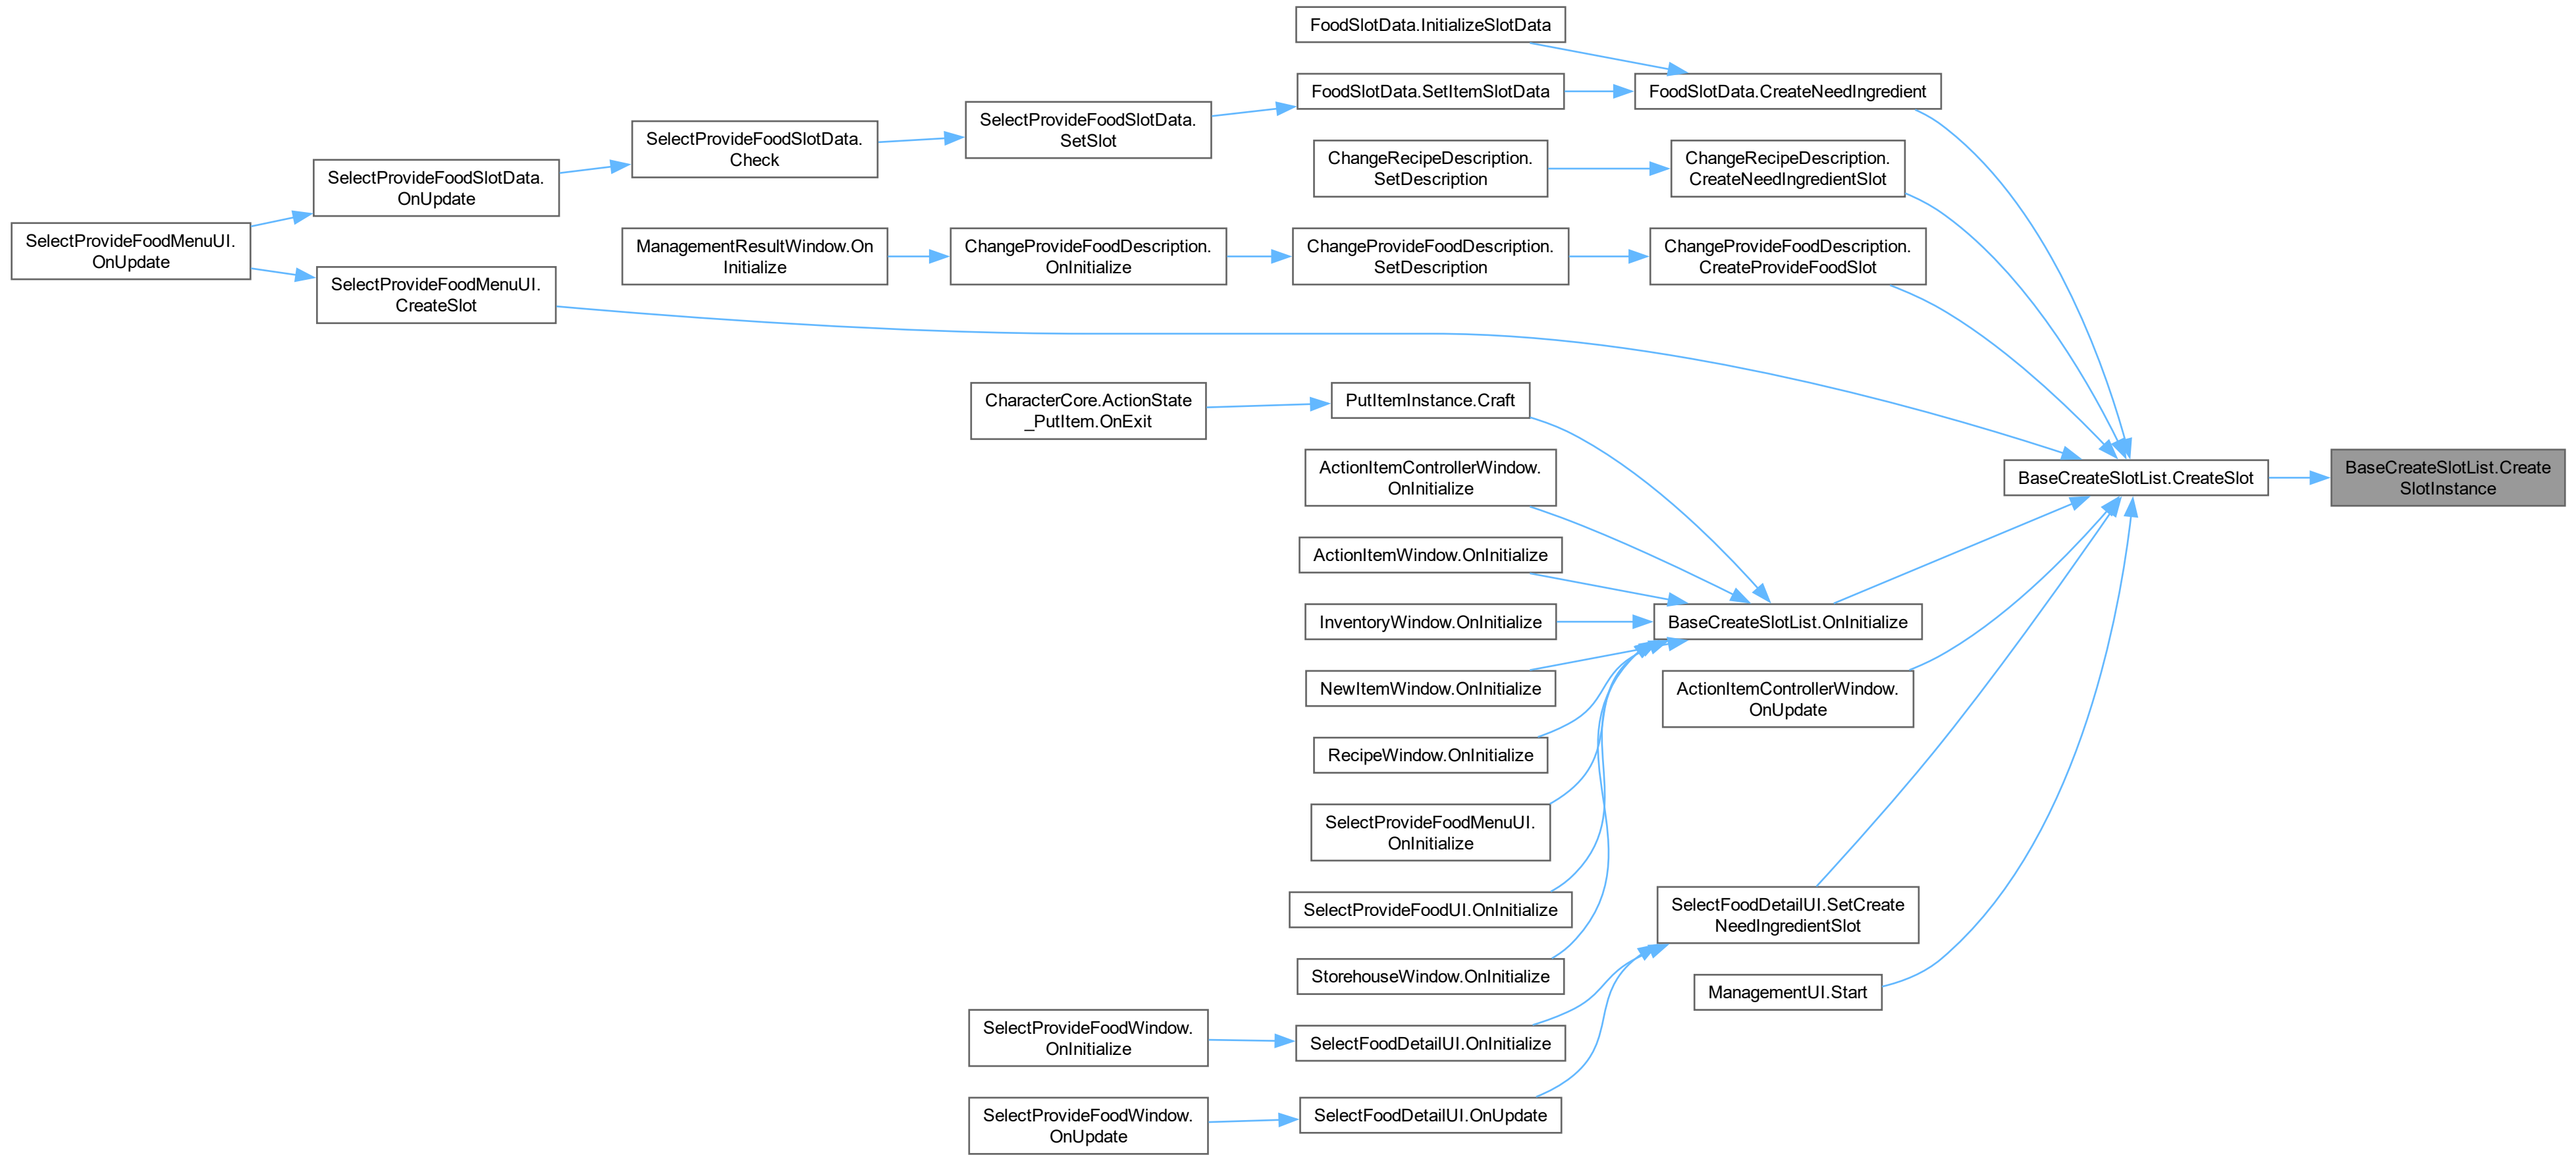 FoodSlotData.InitializeSlotData
FoodSlotData.SetItemSlotData
FoodSlotData.CreateNeedIngredient
SelectProvideFoodSlotData.
SetSlot
SelectProvideFoodSlotData.
Check
SelectProvideFoodSlotData.
OnUpdate
SelectProvideFoodMenuUI.
OnUpdate
ChangeRecipeDescription.
SetDescription
ChangeRecipeDescription.
CreateNeedIngredientSlot
ManagementResultWindow.On
Initialize
ChangeProvideFoodDescription.
OnInitialize
ChangeProvideFoodDescription.
SetDescription
ChangeProvideFoodDescription.
CreateProvideFoodSlot
SelectProvideFoodMenuUI.
CreateSlot
CharacterCore.ActionState
_PutItem.OnExit
PutItemInstance.Craft
ActionItemControllerWindow.
OnInitialize
BaseCreateSlotList.CreateSlot
BaseCreateSlotList.Create
SlotInstance
ActionItemWindow.OnInitialize
InventoryWindow.OnInitialize
BaseCreateSlotList.OnInitialize
NewItemWindow.OnInitialize
ActionItemControllerWindow.
OnUpdate
RecipeWindow.OnInitialize
SelectProvideFoodMenuUI.
OnInitialize
SelectProvideFoodUI.OnInitialize
SelectFoodDetailUI.SetCreate
NeedIngredientSlot
StorehouseWindow.OnInitialize
ManagementUI.Start
SelectProvideFoodWindow.
OnInitialize
SelectFoodDetailUI.OnInitialize
SelectProvideFoodWindow.
OnUpdate
SelectFoodDetailUI.OnUpdate